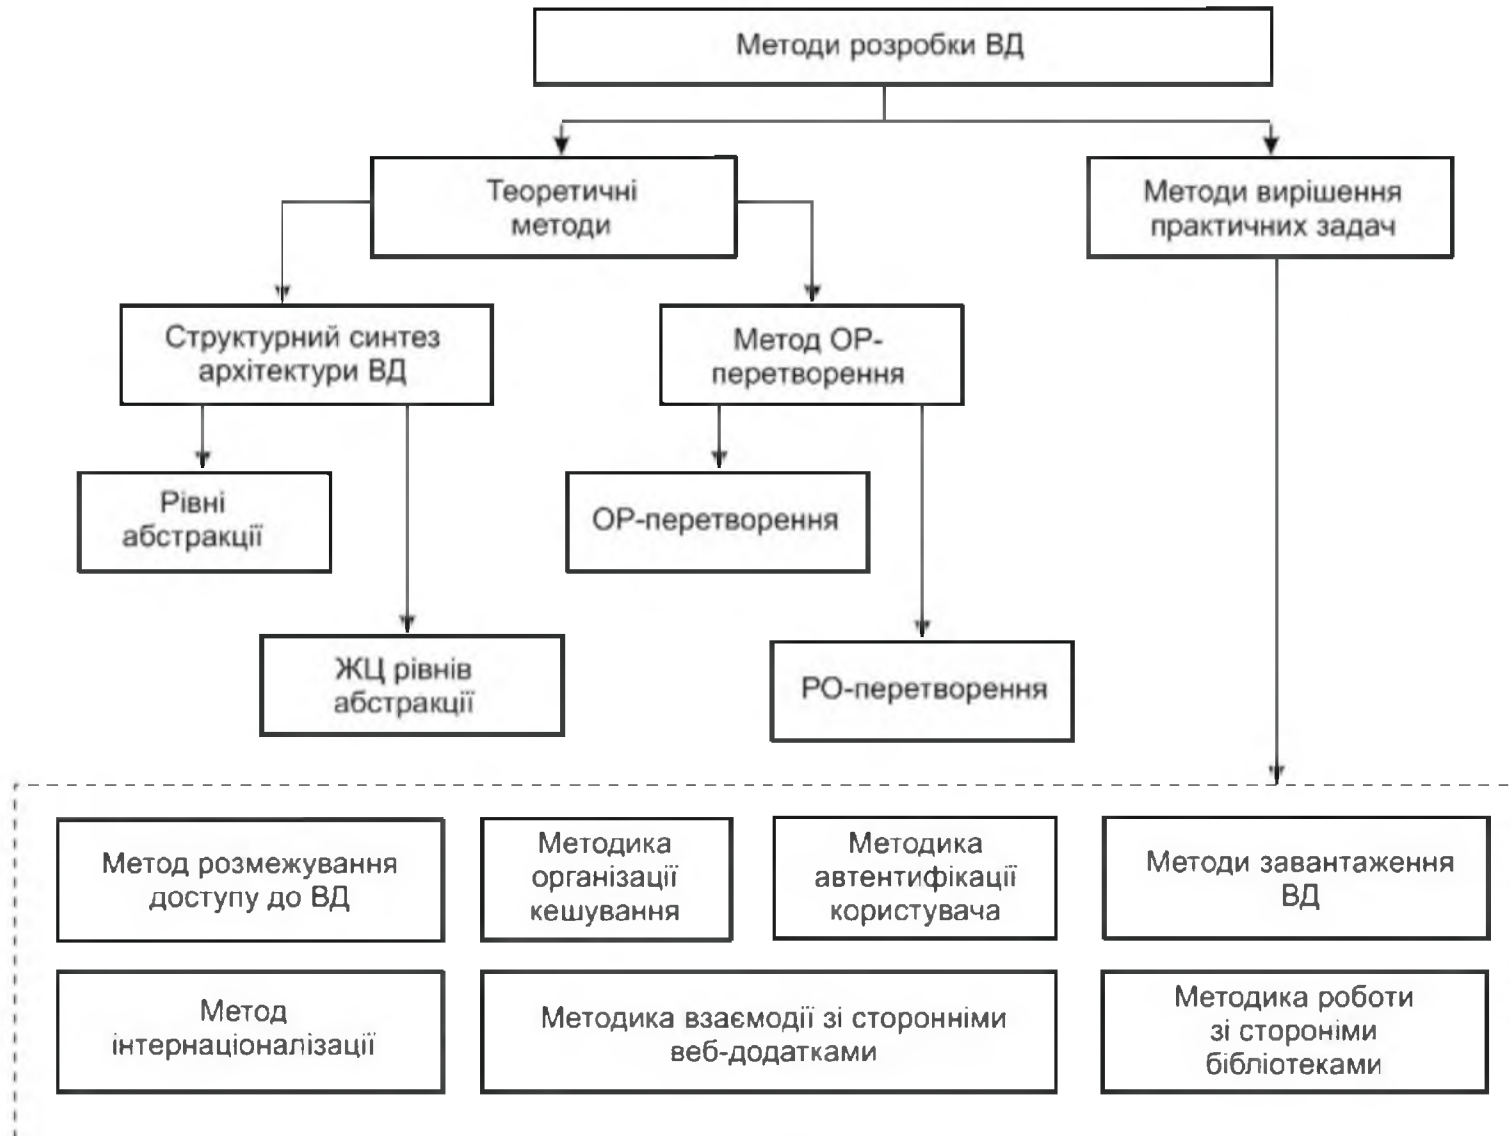 Методи розробки ВД
Теоретичні
методи
Методи вирішення
практичних задач
Структурний синтез
архітектури ВД
Метод ОР-
перетворення
Рівні
абстракції
ОР-перетворення
ЖЦ рівнів
абстракції
РО-перетворення
Метод розмежування
доступу до ВД
Методика
організації
кешування
Методика
автентифікації
користувача
Методи завантаження
ВД
Метод
інтернаціоналізації
Методика взаємодії зі сторонніми
веб-додатками
Методика роботи
зі стороніми
бібліотеками